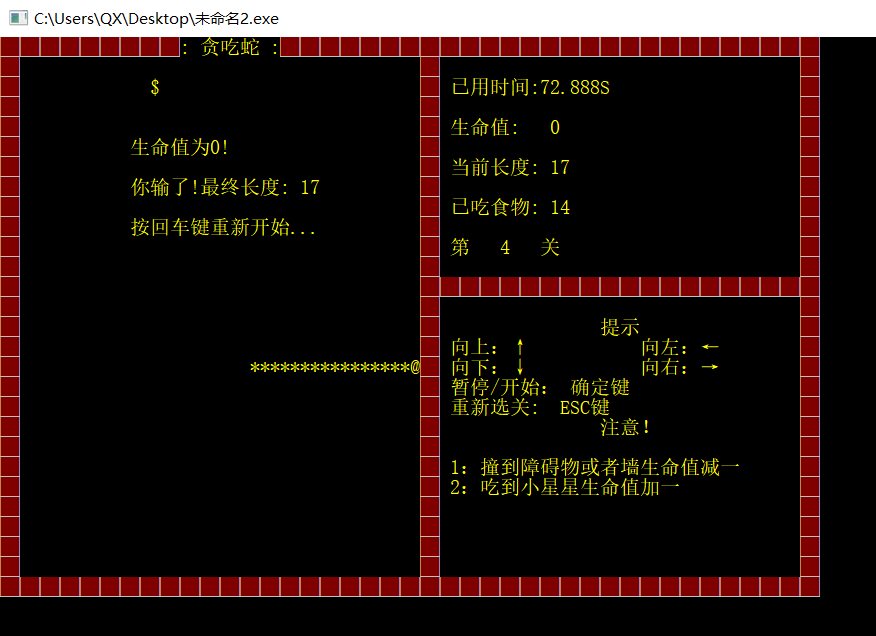 C:\Users\QX\Desktop\未命名2.exe
: 贪吃蛇 :
$
生命值为0!
你输了!最终长度: 17
按回车键重新开始...
****************@
已用时间:72.888S
生命值: 0
当前长度: 17
已吃食物: 14
第 4 关
提示
向上: ↑ 向左: ←
向下: ↓ 向右: →
暂停/开始: 确定键
重新选关: ESC键
注意!
1: 撞到障碍物或者墙生命值减一
2: 吃到小星星生命值加一